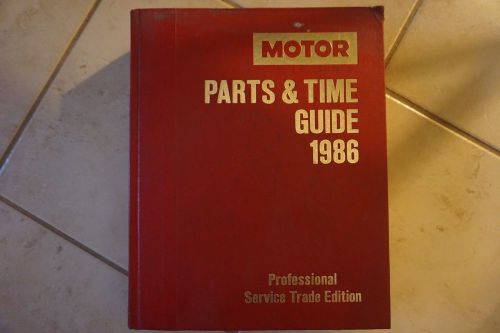 MOTOR
PARTS & TIME
GUIDE
1986
Professional
Service Trade Edition